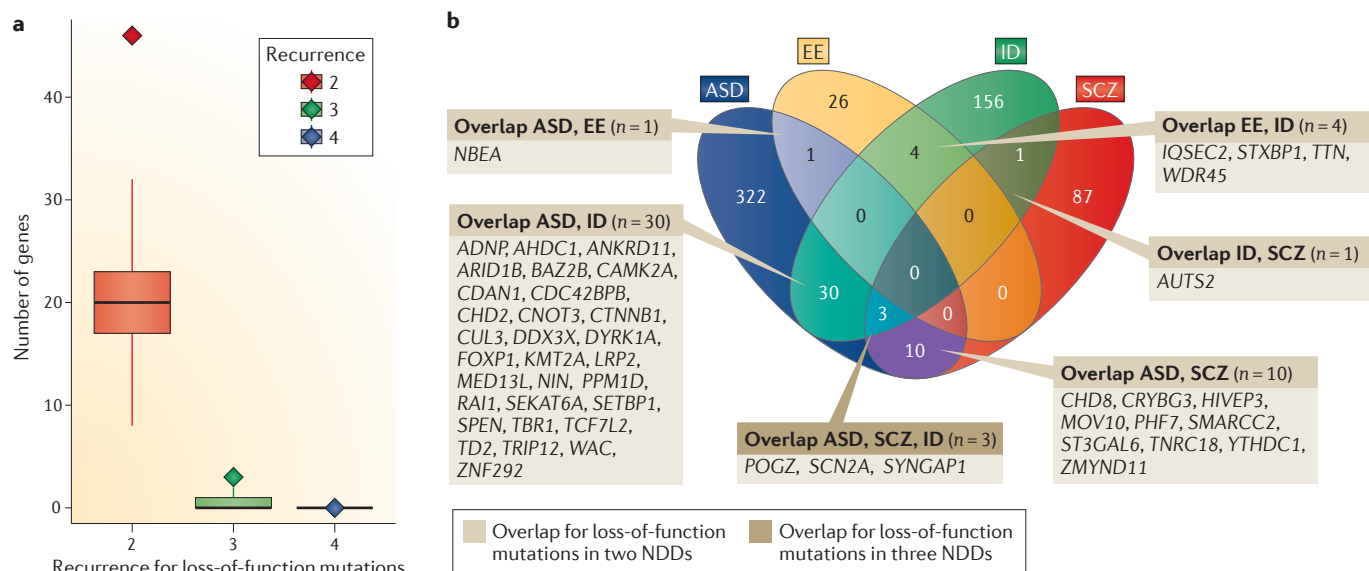 a
Number of genes
40
30
20
10
0
2
3
4
Recurrence for loss-of-function mutations
Recurrence
2
3
4
b
ASD
EE
ID
SCZ
26
156
322
1
4
1
87
0
0
0
30
0
3
0
10
Overlap ASD, EE (n = 1)
NBEA
Overlap ASD, ID (n = 30)
ADNP, AHDC1, ANKRD11,
ARID1B, BAZ2B, CAMK2A,
CDAN1, CDC42BPB,
CHD2, CNOT3, CTNNB1,
CUL3, DDX3X, DYRK1A,
FOXP1, KMT2A, LRP2,
MED13L, NIN, PPM1D,
RAI1, SEKAT6A, SETBP1,
SPEN, TBR1, TCF7L2,
TD2, TRIP12, WAC,
ZNF292
Overlap EE, ID (n = 4)
IQSEC2, STXBP1, TTN,
WDR45
Overlap ID, SCZ (n = 1)
AUTS2
Overlap ASD, SCZ (n = 10)
CHD8, CRYBG3, HIVEP3,
MOV10, PHF7, SMARCC2,
ST3GAL6, TNRC18, YTHDC1,
ZMYND11
Overlap ASD, SCZ, ID (n = 3)
POGZ, SCN2A, SYNGAP1
Overlap for loss-of-function
mutations in two NDDs
Overlap for loss-of-function
mutations in three NDDs